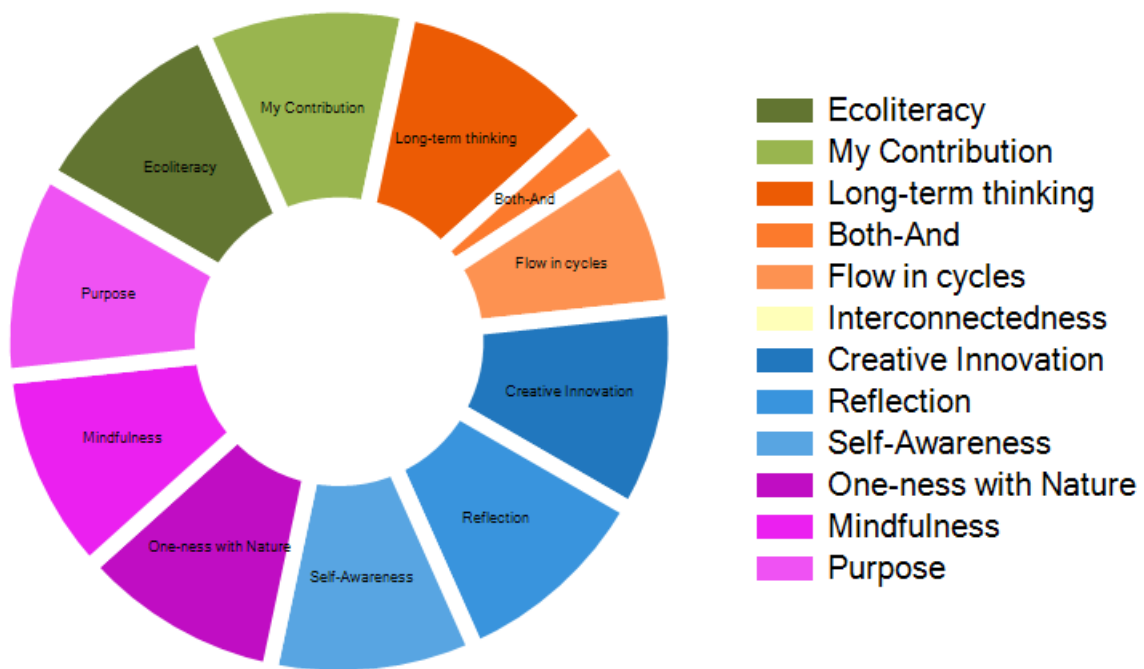 My Contribution
Long-term thinking
Ecoliteracy
Both-And
Flow in cycles
Purpose
Creative Innovation
Mindfulness
Reflection
One-ness with Nature
Self-Awareness
Ecoliteracy
My Contribution
Long-term thinking
Both-And
Flow in cycles
Interconnectedness
Creative Innovation
Reflection
Self-Awareness
One-ness with Nature
Mindfulness
Purpose